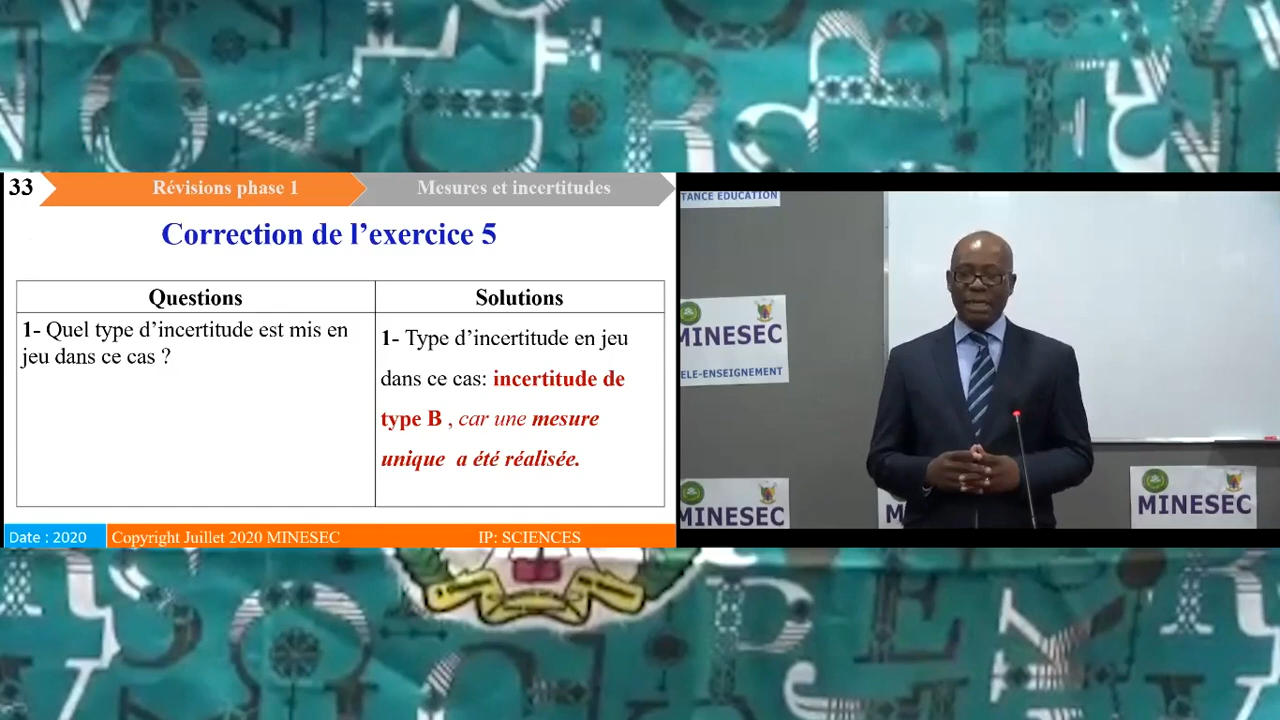 33
Révisions phase 1
Mesures et incertitudes
Correction de l’exercice 5
Questions
Solutions
1- Quel type d’incertitude est mis en
jeu dans ce cas ?
1- Type d’incertitude en jeu
dans ce cas: incertitude de
type B , car une mesure
unique a été réalisée.
Date : 2020
Copyright Juillet 2020 MINESEC
IP: SCIENCES
TANCE EDUCATION
MINESEC
ELE-ENSEIGNEMENT
MINESEC
M
MINESEC